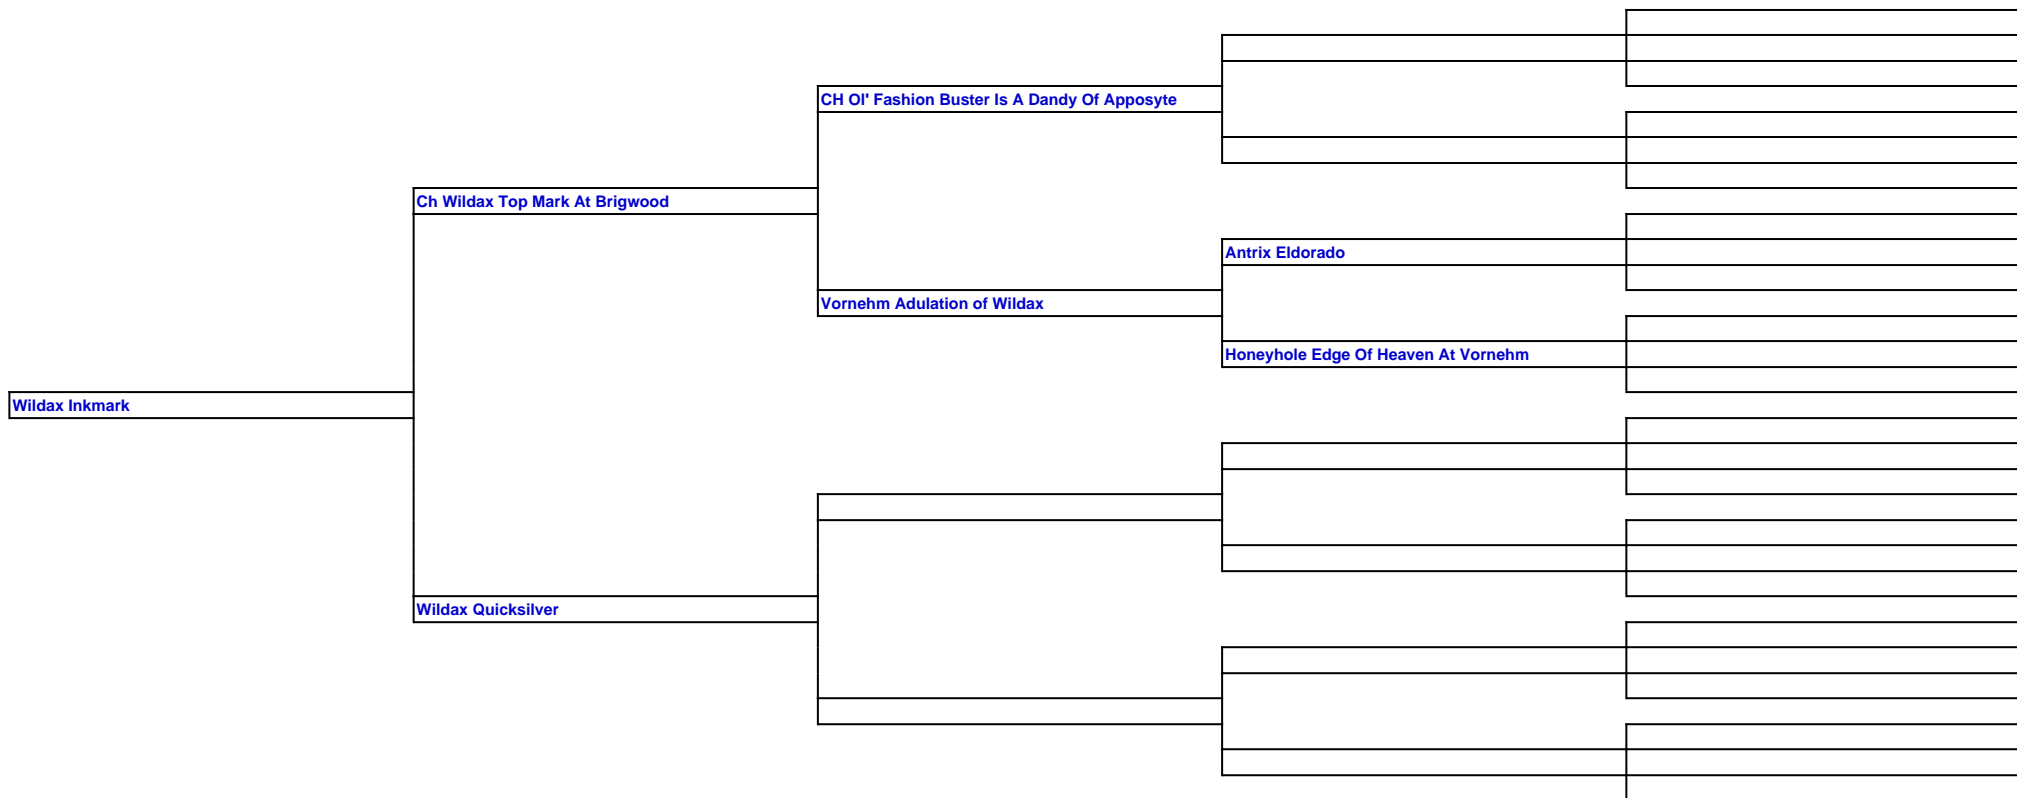 CH Ol' Fashion Buster Is A Dandy Of Apposyte
Ch Wildax Top Mark At Brigwood
Antrix Eldorado
Vornehm Adulation of Wildax
Honeyhole Edge Of Heaven At Vornehm
Wildax Inkmark
Wildax Quicksilver